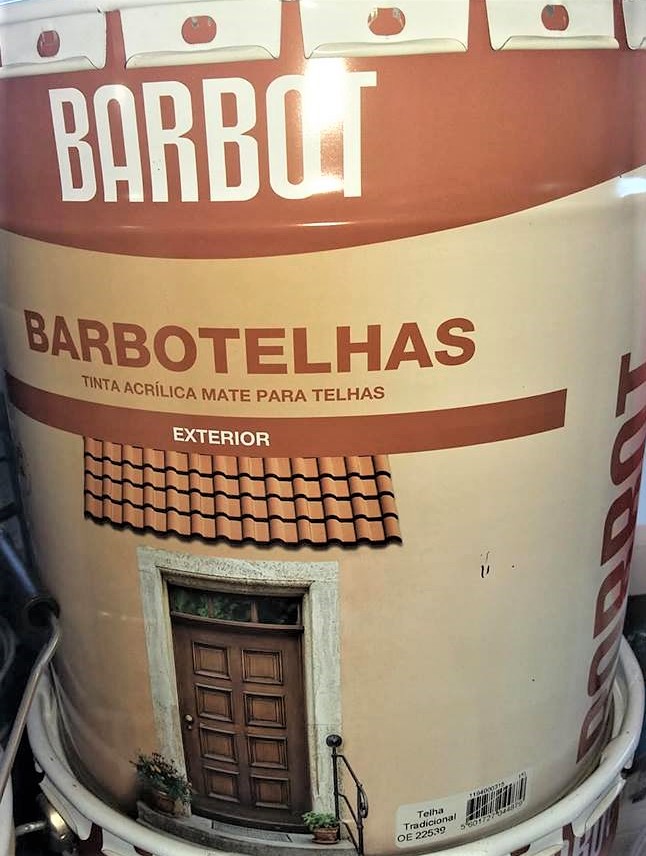 BARBOT
BARBOTELHAS
TINTA ACRÍLICA MATE PARA TELHAS
EXTERIOR
BARBOT
Telha
Tradicional
OE 22539